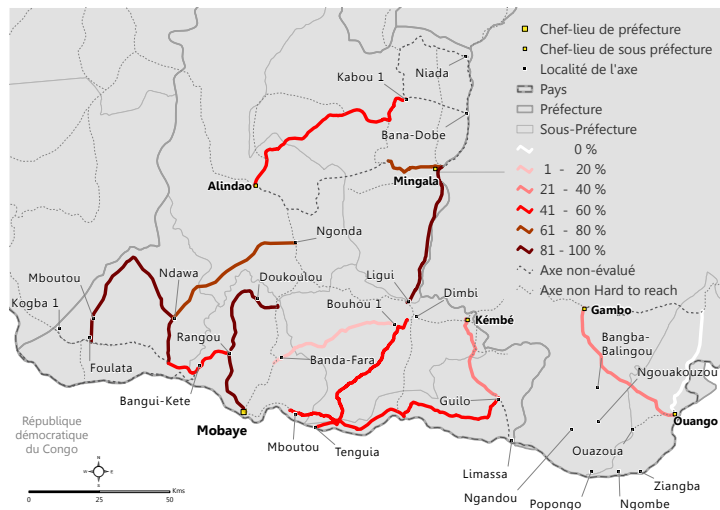 Chef-lieu de préfecture
Chef-lieu de sous préfecture
Localité de l'axe
Pays
Préfecture
Sous-Préfecture
0 %
1 - 20 %
21 - 40 %
41 - 60 %
61 - 80 %
81 - 100 %
Axe non-évalué
Axe non Hard to reach
Niada
Kabou 1
Bana-Dobe
Alindao
Mingala
Ngonda
Mboutou
Ndawa
Doukoulou
Ligui
Dimbi
Kogba 1
Bouhou 1
Kémbé
Gambo
Rangou
Bangba-
Balingou
Foulata
Banda-Fara
Ngouakouzou
Bangui-Kete
Guilo
Ouango
République
démocratique
du Congo
Mobaye
Mboutou
Tenguia
Ouazoua
Limassa
Ngandou
Ziangba
Popongo
Ngombe
N
W
E
S
Kms
0
25
50